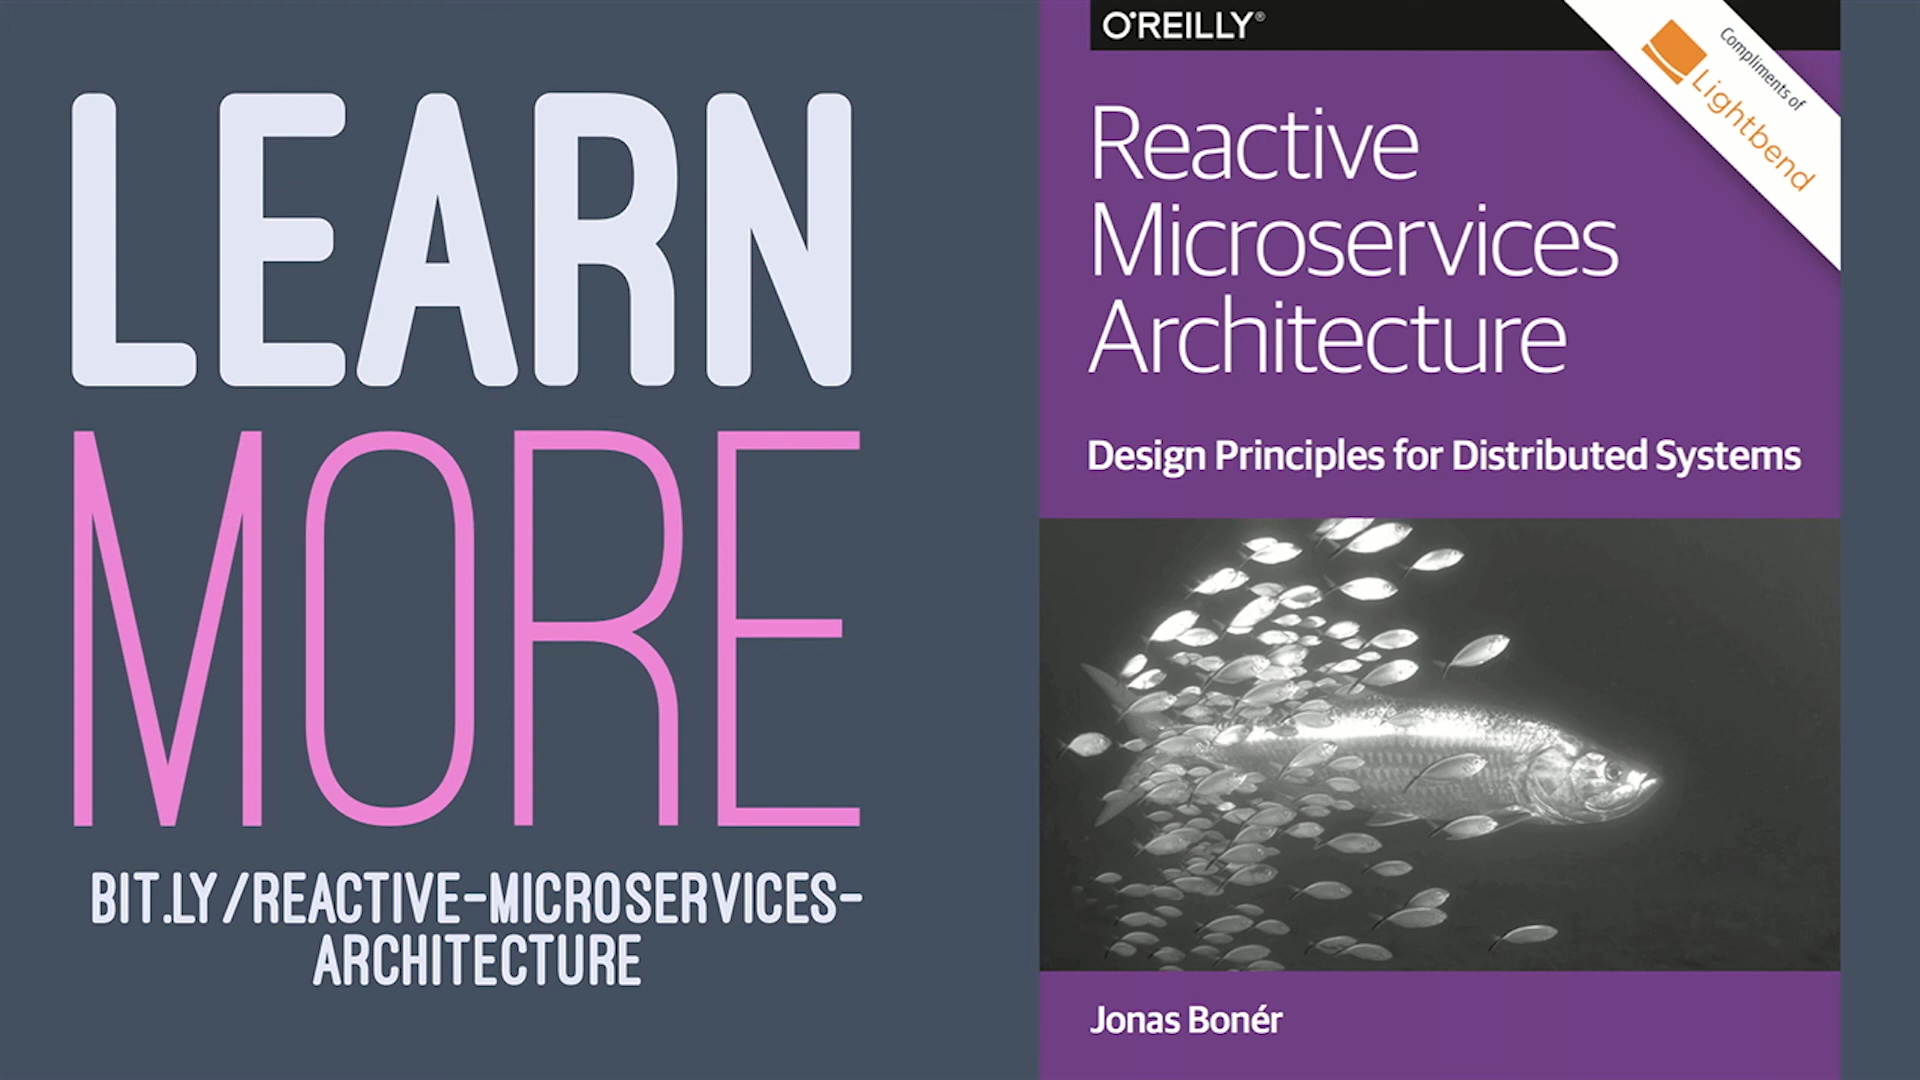 LEARN
MORE
BIT.LY/REACTIVE-MICROSERVICES-
ARCHITECTURE
O'REILLY®
Compliments of
Lightbend
Reactive
Microservices
Architecture
Design Principles for Distributed Systems
Jonas Bonér